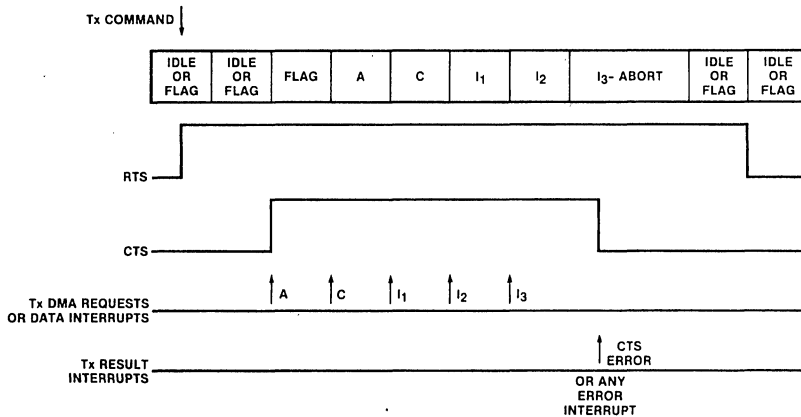 Tx COMMAND
IDLE OR FLAG
IDLE OR FLAG
FLAG
A
C
I₁
I₂
I₃- ABORT
IDLE OR FLAG
IDLE OR FLAG
RTS
CTS
A
C
I₁
I₂
I₃
Tx DMA REQUESTS
OR DATA INTERRUPTS
CTS
ERROR
Tx RESULT
INTERRUPTS
OR ANY
ERROR
INTERRUPT